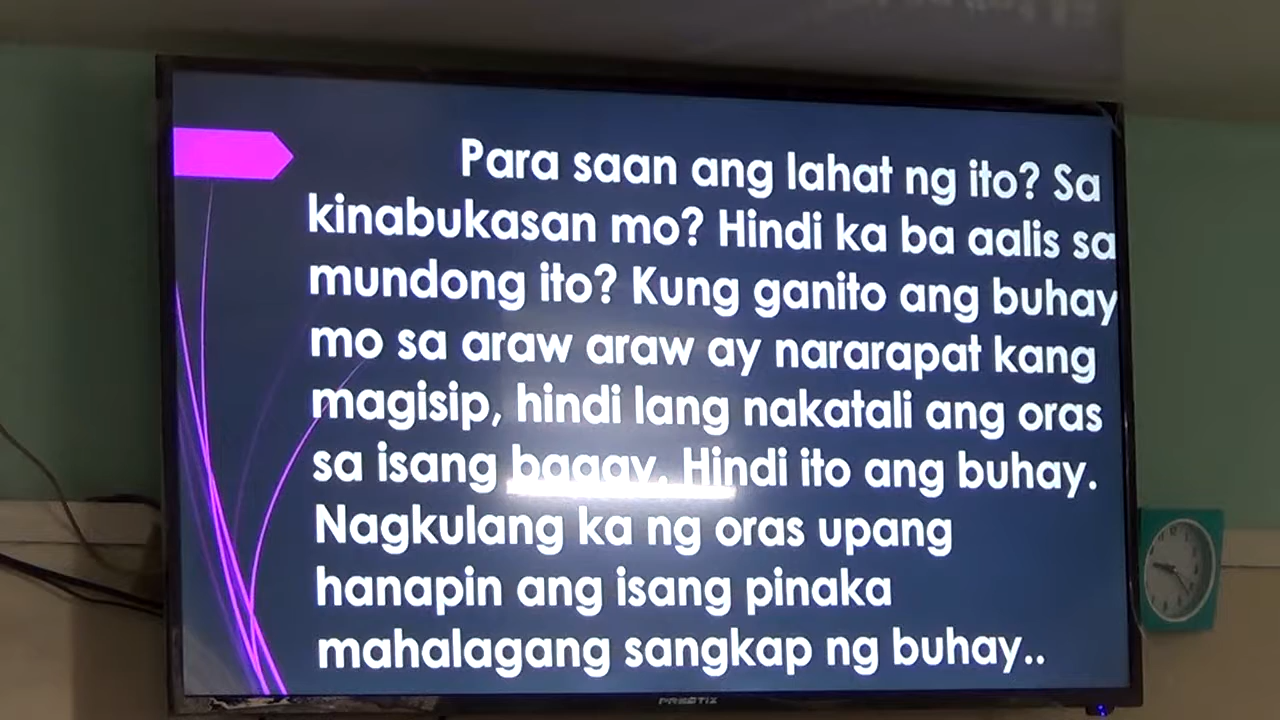 Para saan ang lahat ng ito? Sa
kinabukasan mo? Hindi ka ba aalis sa
mundong ito? Kung ganito ang buhay
mo sa araw araw ay nararapat kang
magisip, hindi lang nakatali ang oras
sa isang bagay. Hindi ito ang buhay.
Nagkulang ka ng oras upang
hanapin ang isang pinaka
mahalagang sangkap ng buhay..
PRESTIX